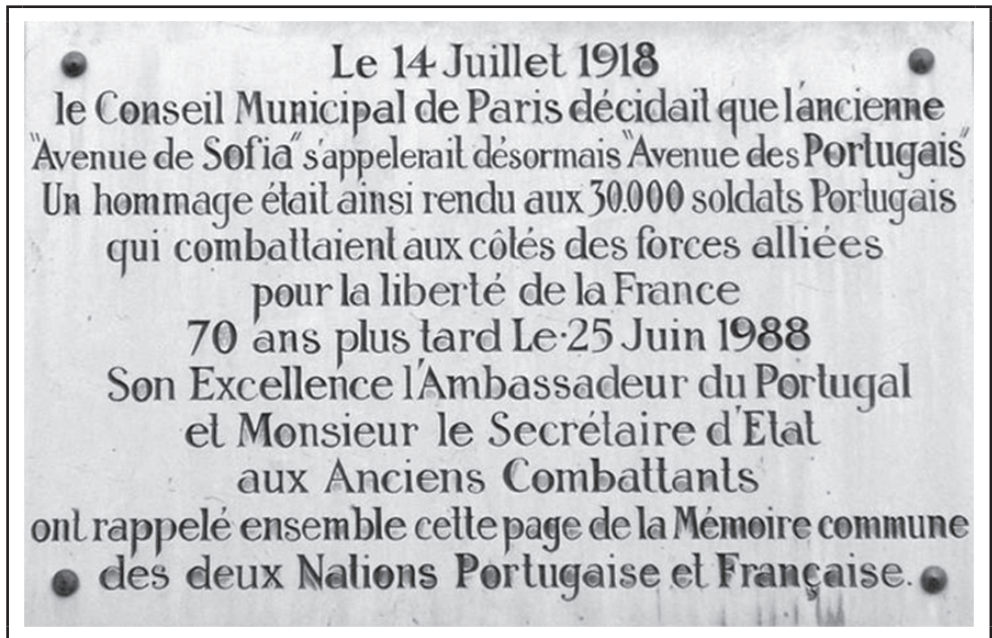 Le 14 Juillet 1918
le Conseil Municipal de Paris décidait que l'ancienne
"Avenue de Sofia" s'appelerait désormais "Avenue des Portugais"
Un hommage était ainsi rendu aux 30.000 soldats Portugais
qui combattaient aux côtés des forces alliées
pour la liberté de la France
70 ans plus tard Le·25 Juin 1988
Son Excellence l'Ambassadeur du Portugal
et Monsieur le Secrétaire d'Etat
aux Anciens Combattants
ont rappelé ensemble cette page de la Mémoire commune
des deux Nations Portugaise et Française.